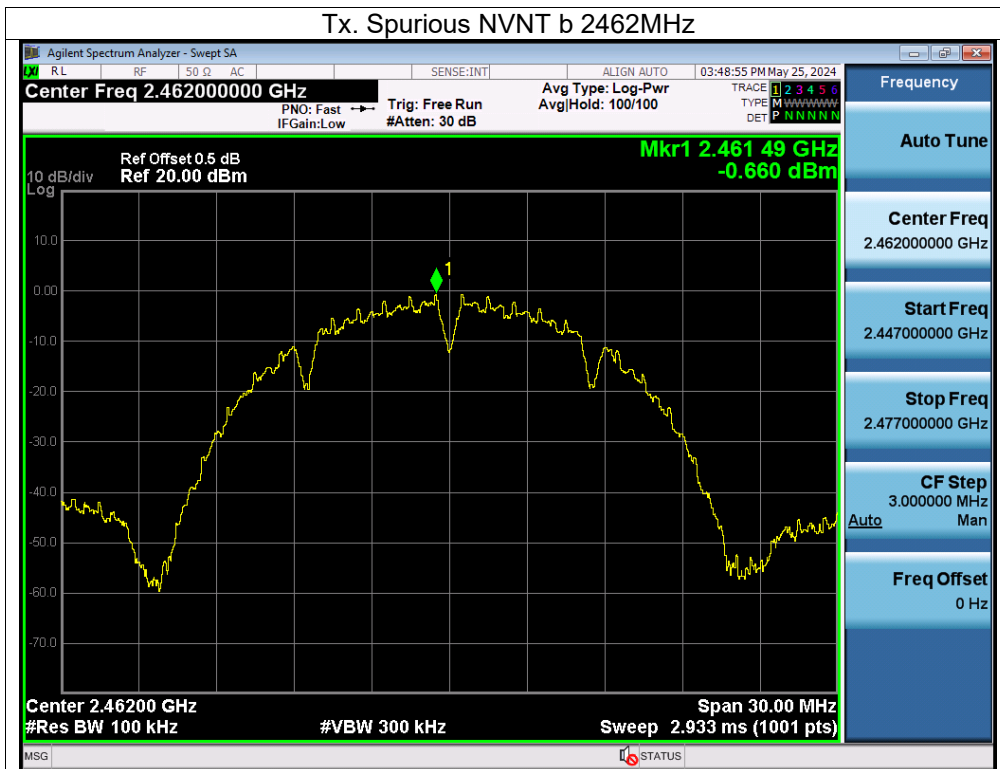 Tx. Spurious NVNT b 2462MHz
Agilent Spectrum Analyzer - Swept SA
LXI RL RF 50 Ω AC SENSE:INT ALIGN AUTO 03:48:55 PM May 25, 2024
Center Freq 2.462000000 GHz
PNO: Fast
IFGain:Low
Trig: Free Run
#Atten: 30 dB
Avg Type: Log-Pwr
Avg|Hold: 100/100
TRACE 1 2 3 4 5 6
TYPE M WWWWW
DET P N N N N N
Mkr1 2.461 49 GHz
-0.660 dBm
Ref Offset 0.5 dB
10 dB/div Ref 20.00 dBm
Log
10.0
0.00
-10.0
-20.0
-30.0
-40.0
-50.0
-60.0
-70.0
1
Center 2.46200 GHz Span 30.00 MHz
#Res BW 100 kHz #VBW 300 kHz Sweep 2.933 ms (1001 pts)
MSG STATUS
Frequency
Auto Tune
Center Freq
2.462000000 GHz
Start Freq
2.447000000 GHz
Stop Freq
2.477000000 GHz
CF Step
3.000000 MHz
Auto Man
Freq Offset
0 Hz